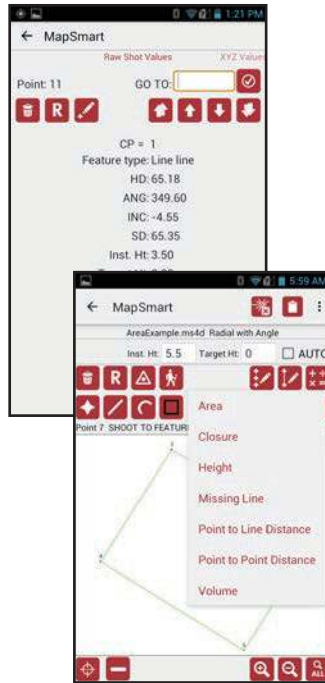 1:21 PM
← MapSmart
Raw Shot Values XYZ Values
Point: 11 GO TO:
R
CP = 1
Feature type: Line line
HD: 65.18
ANG: 349.60
INC: -4.55
SD: 65.35
Inst. Ht: 3.50
5:59 AM
← MapSmart
AreaExample.ms4d Radial with Angle
Inst. Ht: 5.5 Target Ht: 0 AUTO
R
Point 7 SHOOT TO FEATUR
Area
Closure
Height
Missing Line
Point to Line Distance
Point to Point Distance
Volume
ALL